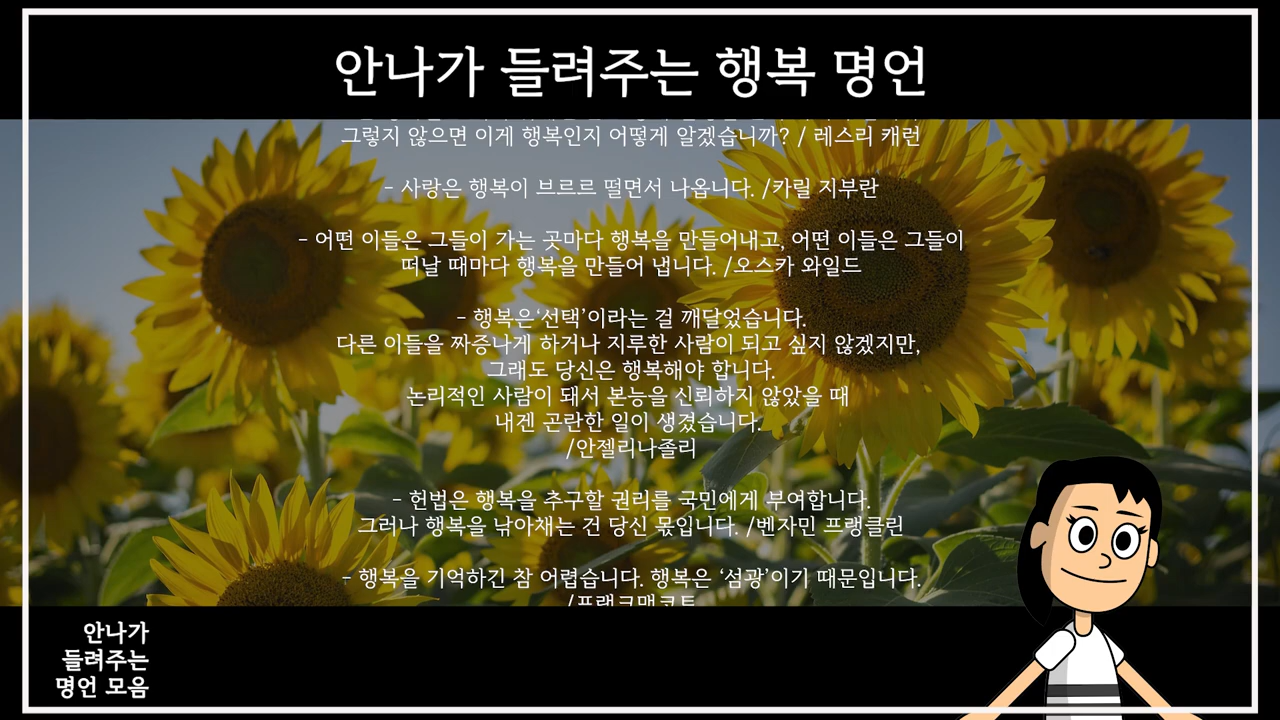 안나가 들려주는 행복 명언
그렇지 않으면 이게 행복인지 어떻게 알겠습니까? / 레스리 캐런
- 사랑은 행복이 브르르 떨면서 나옵니다. /카릴 지부란
- 어떤 이들은 그들이 가는 곳마다 행복을 만들어내고, 어떤 이들은 그들이
떠날 때마다 행복을 만들어 냅니다. /오스카 와일드
- 행복은‘선택’이라는 걸 깨달었습니다.
다른 이들을 짜증나게 하거나 지루한 사람이 되고 싶지 않겠지만,
그래도 당신은 행복해야 합니다.
논리적인 사람이 돼서 본능을 신뢰하지 않았을 때
내겐 곤란한 일이 생겼습니다.
/안젤리나졸리
- 헌법은 행복을 추구할 권리를 국민에게 부여합니다.
그러나 행복을 낚아채는 건 당신 몫입니다. /벤자민 프랭클린
- 행복을 기억하긴 참 어렵습니다. 행복은 ‘섬광’이기 때문입니다.
/프랭크맥코트
안나가
들려주는
명언 모음